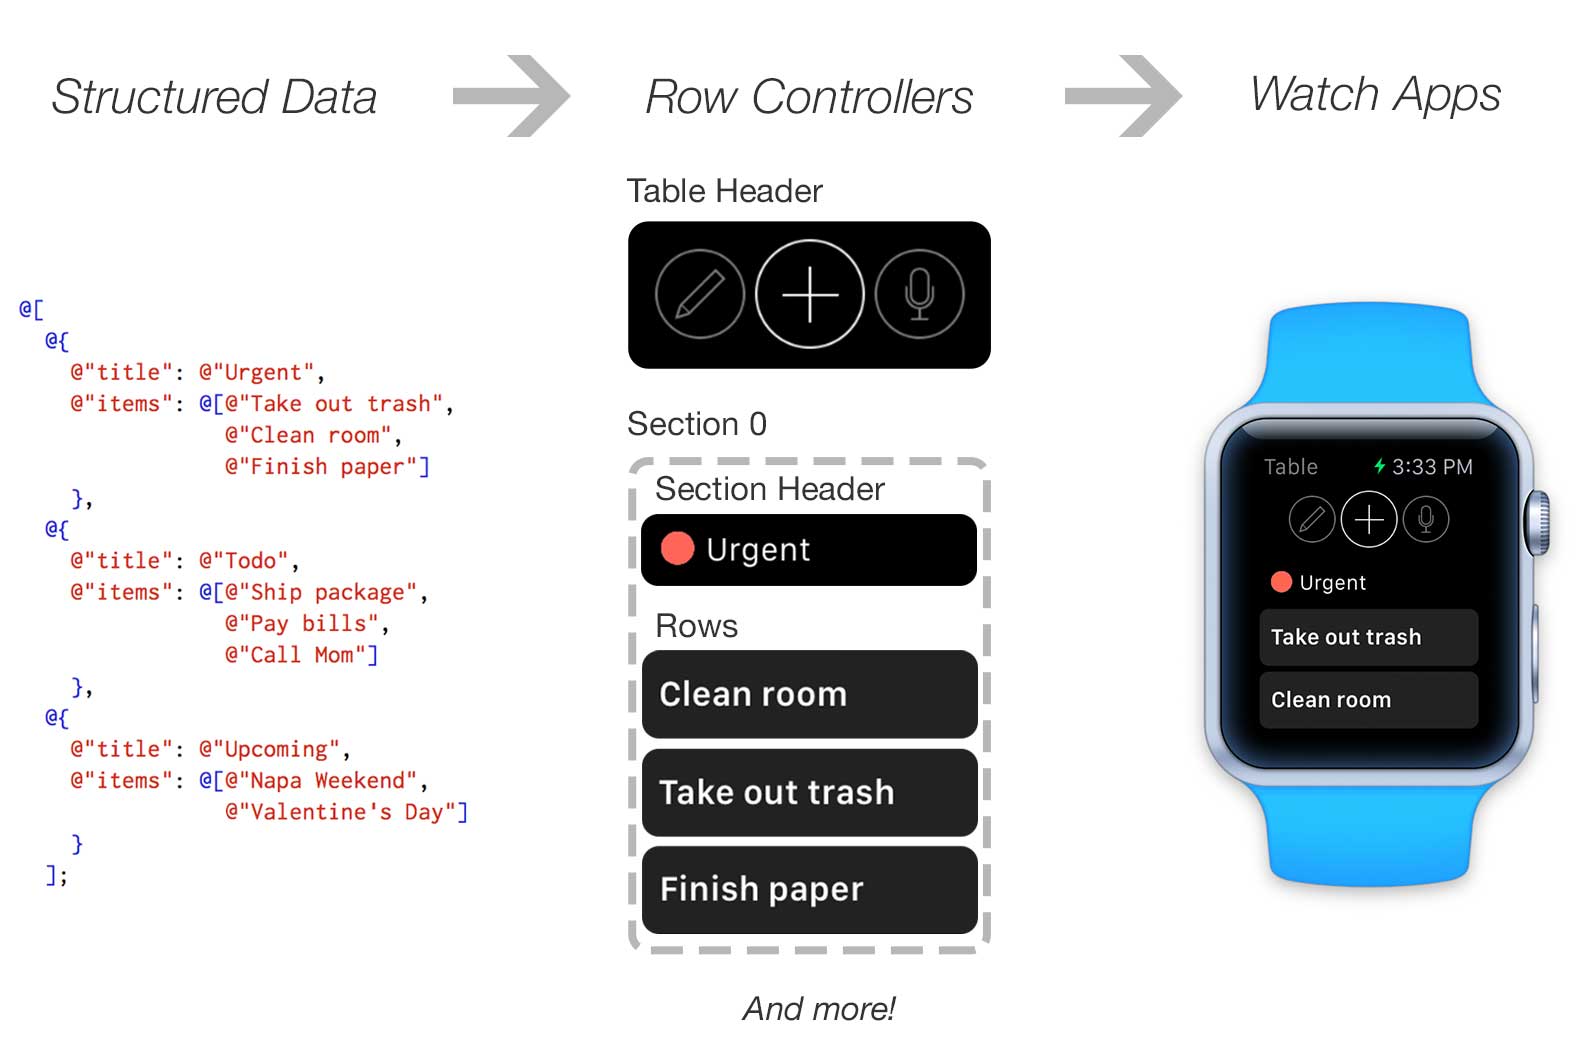 Structured Data
Row Controllers
Watch Apps
@[
@{
@"title": @"Urgent",
@"items": @[@"Take out trash",
@"Clean room",
@"Finish paper"]
},
@{
@"title": @"Todo",
@"items": @[@"Ship package",
@"Pay bills",
@"Call Mom"]
},
@{
@"title": @"Upcoming",
@"items": @[@"Napa Weekend",
@"Valentine's Day"]
}
];
Table Header
Section 0
Section Header
Urgent
Rows
Clean room
Take out trash
Finish paper
And more!
Table 3:33 PM
Urgent
Take out trash
Clean room